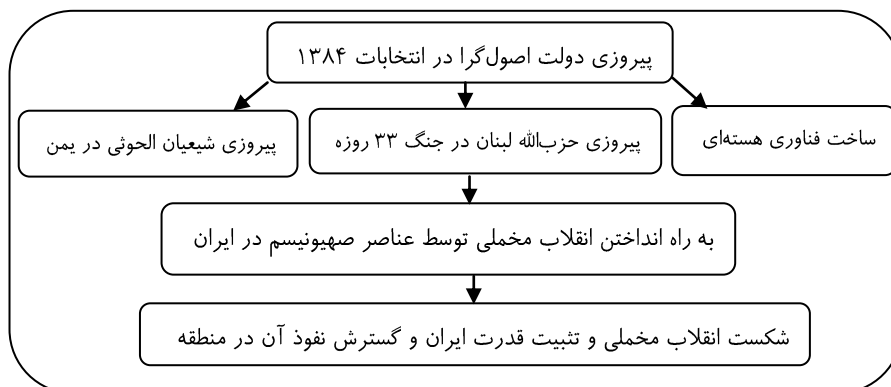 پیروزی دولت اصول‌گرا در انتخابات ۱۳۸۴
ساخت فناوری هسته‌ای
پیروزی حزب‌الله لبنان در جنگ ۳۳ روزه
پیروزی شیعیان الحوثی در یمن
به راه انداختن انقلاب مخملی توسط عناصر صهیونیسم در ایران
شکست انقلاب مخملی و تثبیت قدرت ایران و گسترش نفوذ آن در منطقه